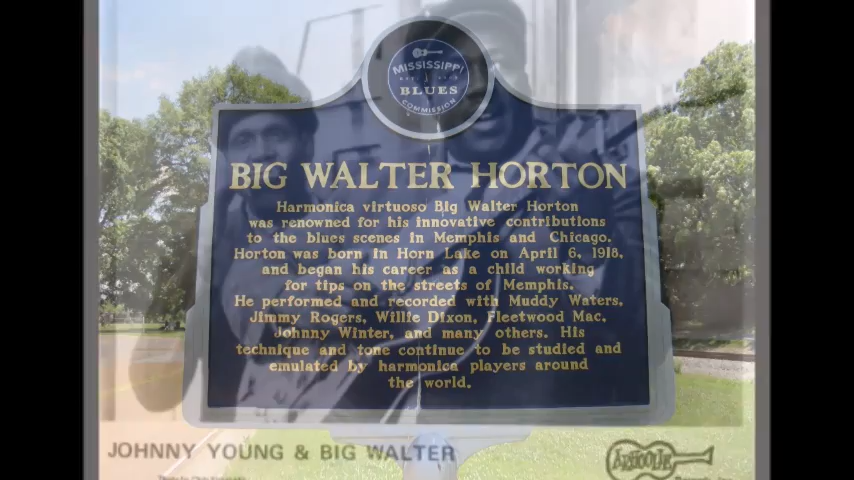 MISSISSIPPI
BLUES
COMMISSION
BIG WALTER HORTON
Harmonica virtuoso Big Walter Horton
was renowned for his innovative contributions
to the blues scenes in Memphis and Chicago.
Horton was born in Horn Lake on April 6, 1918,
and began his career as a child working
for tips on the streets of Memphis.
He performed and recorded with Muddy Waters,
Jimmy Rogers, Willie Dixon, Fleetwood Mac,
Johnny Winter, and many others. His
technique and tone continue to be studied and
emulated by harmonica players around
the world.
JOHNNY YOUNG & BIG WALTER
ARHOOLIE